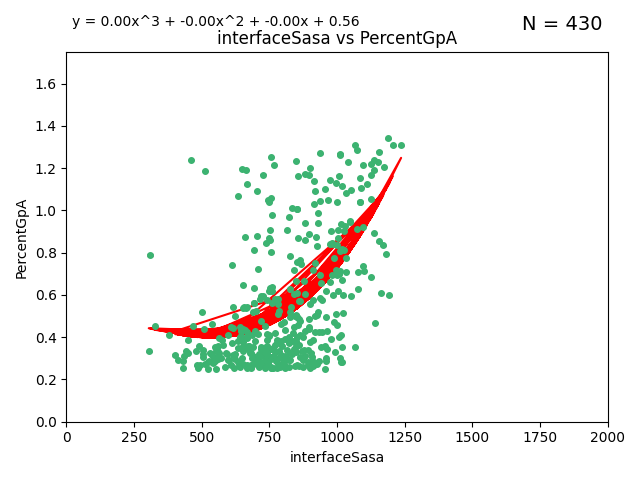 y = 0.00x^3 + -0.00x^2 + -0.00x + 0.56
N = 430
interfaceSasa vs PercentGpA
PercentGpA
1.6
1.4
1.2
1.0
0.8
0.6
0.4
0.2
0.0
0 250 500 750 1000 1250 1500 1750 2000
interfaceSasa